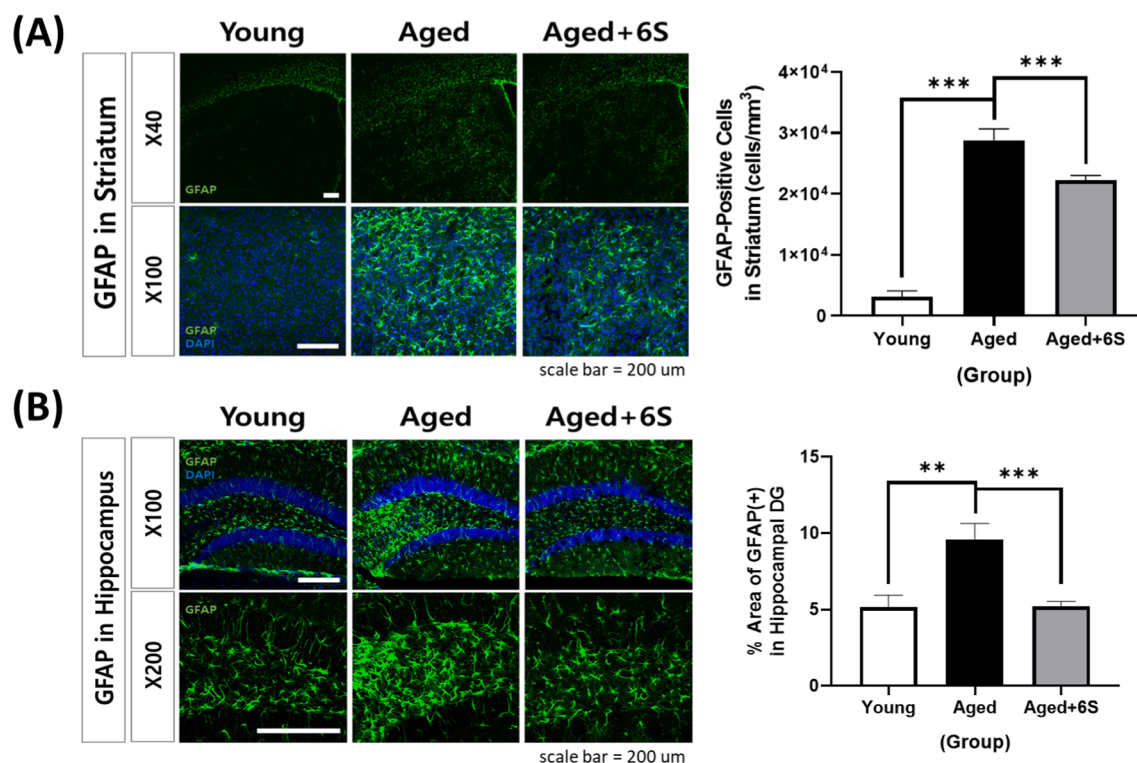 (A)
Young Aged Aged+6S
GFAP in Striatum
X40
GFAP
X100
GFAP
DAPI
scale bar = 200 um
GFAP-Positive Cells
in Striatum (cells/mm³)
4×10⁴
3×10⁴
2×10⁴
1×10⁴
0
***
***
Young Aged Aged+6S
(Group)
(B)
Young Aged Aged+6S
GFAP in Hippocampus
X100
GFAP
DAPI
X200
GFAP
scale bar = 200 um
% Area of GFAP(+)
in Hippocampal DG
15
10
5
0
**
***
Young Aged Aged+6S
(Group)